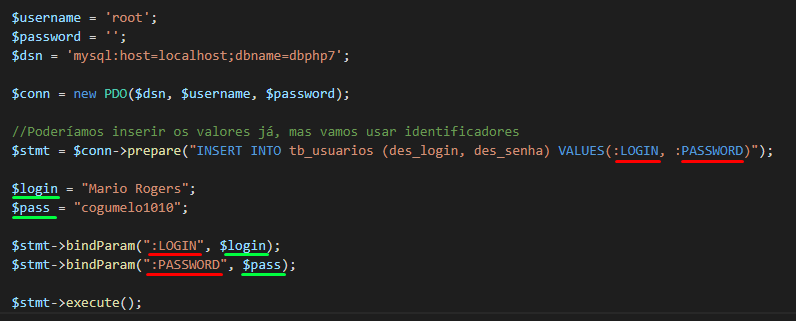 $username = 'root';
$password = '';
$dsn = 'mysql:host=localhost;dbname=dbphp7';
$conn = new PDO($dsn, $username, $password);
//Poderíamos inserir os valores já, mas vamos usar identificadores
$stmt = $conn->prepare("INSERT INTO tb_usuarios (des_login, des_senha) VALUES(:LOGIN, :PASSWORD)");
$login = "Mario Rogers";
$pass = "cogumelo1010";
$stmt->bindParam(":LOGIN", $login);
$stmt->bindParam(":PASSWORD", $pass);
$stmt->execute();